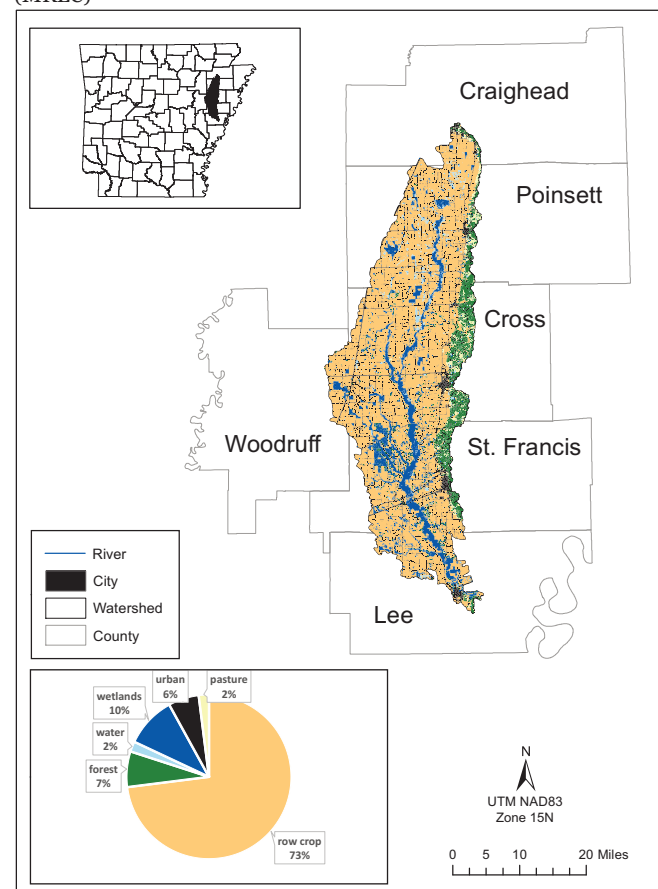 (MRLC)
Craighead
Poinsett
Cross
Woodruff
St. Francis
Lee
River
City
Watershed
County
urban
6%
pasture
2%
wetlands
10%
water
2%
forest
7%
row crop
73%
N
UTM NAD83
Zone 15N
0 5 10 20 Miles